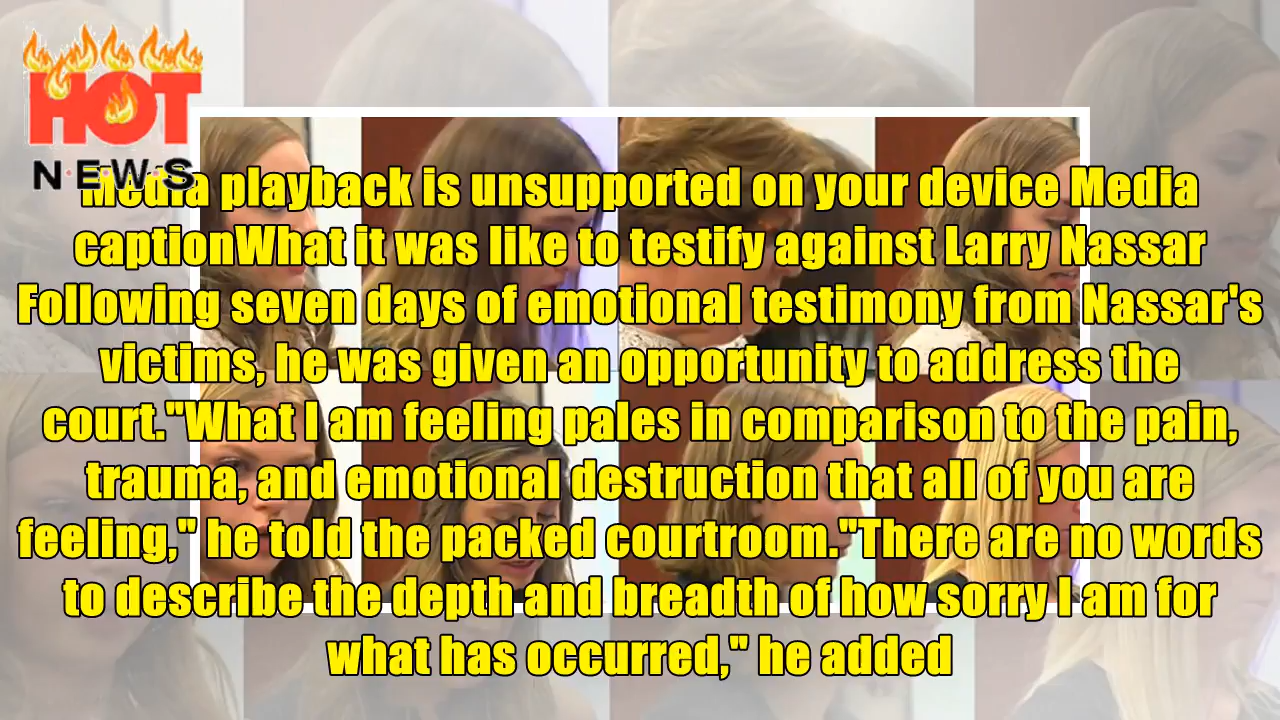 HOT
NEWS
Media playback is unsupported on your device Media
captionWhat it was like to testify against Larry Nassar
Following seven days of emotional testimony from Nassar's
victims, he was given an opportunity to address the
court."What I am feeling pales in comparison to the pain,
trauma, and emotional destruction that all of you are
feeling," he told the packed courtroom."There are no words
to describe the depth and breadth of how sorry I am for
what has occurred," he added